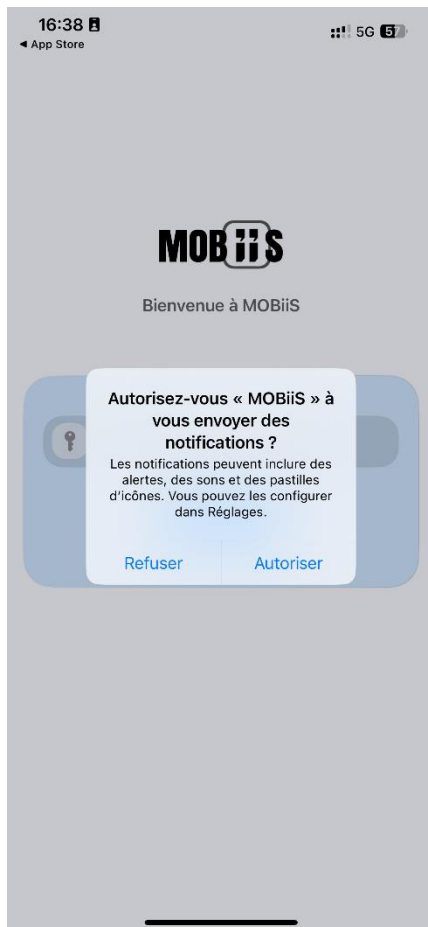 16:38
5G 57
◀ App Store
MOBiiS
Bienvenue à MOBiiS
Autorisez-vous « MOBiiS » à
vous envoyer des
notifications ?
Les notifications peuvent inclure des
alertes, des sons et des pastilles
d'icônes. Vous pouvez les configurer
dans Réglages.
Refuser
Autoriser